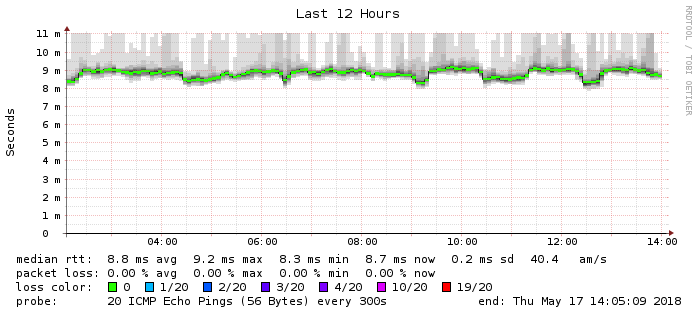 Last 12 Hours
RRDTOOL / TOBI OETIKER
Seconds
11 m
10 m
9 m
8 m
7 m
6 m
5 m
4 m
3 m
2 m
1 m
0
04:00 06:00 08:00 10:00 12:00 14:00
median rtt: 8.8 ms avg 9.2 ms max 8.3 ms min 8.7 ms now 0.2 ms sd 40.4 am/s
packet loss: 0.00 % avg 0.00 % max 0.00 % min 0.00 % now
loss color: 0 1/20 2/20 3/20 4/20 10/20 19/20
probe: 20 ICMP Echo Pings (56 Bytes) every 300s end: Thu May 17 14:05:09 2018